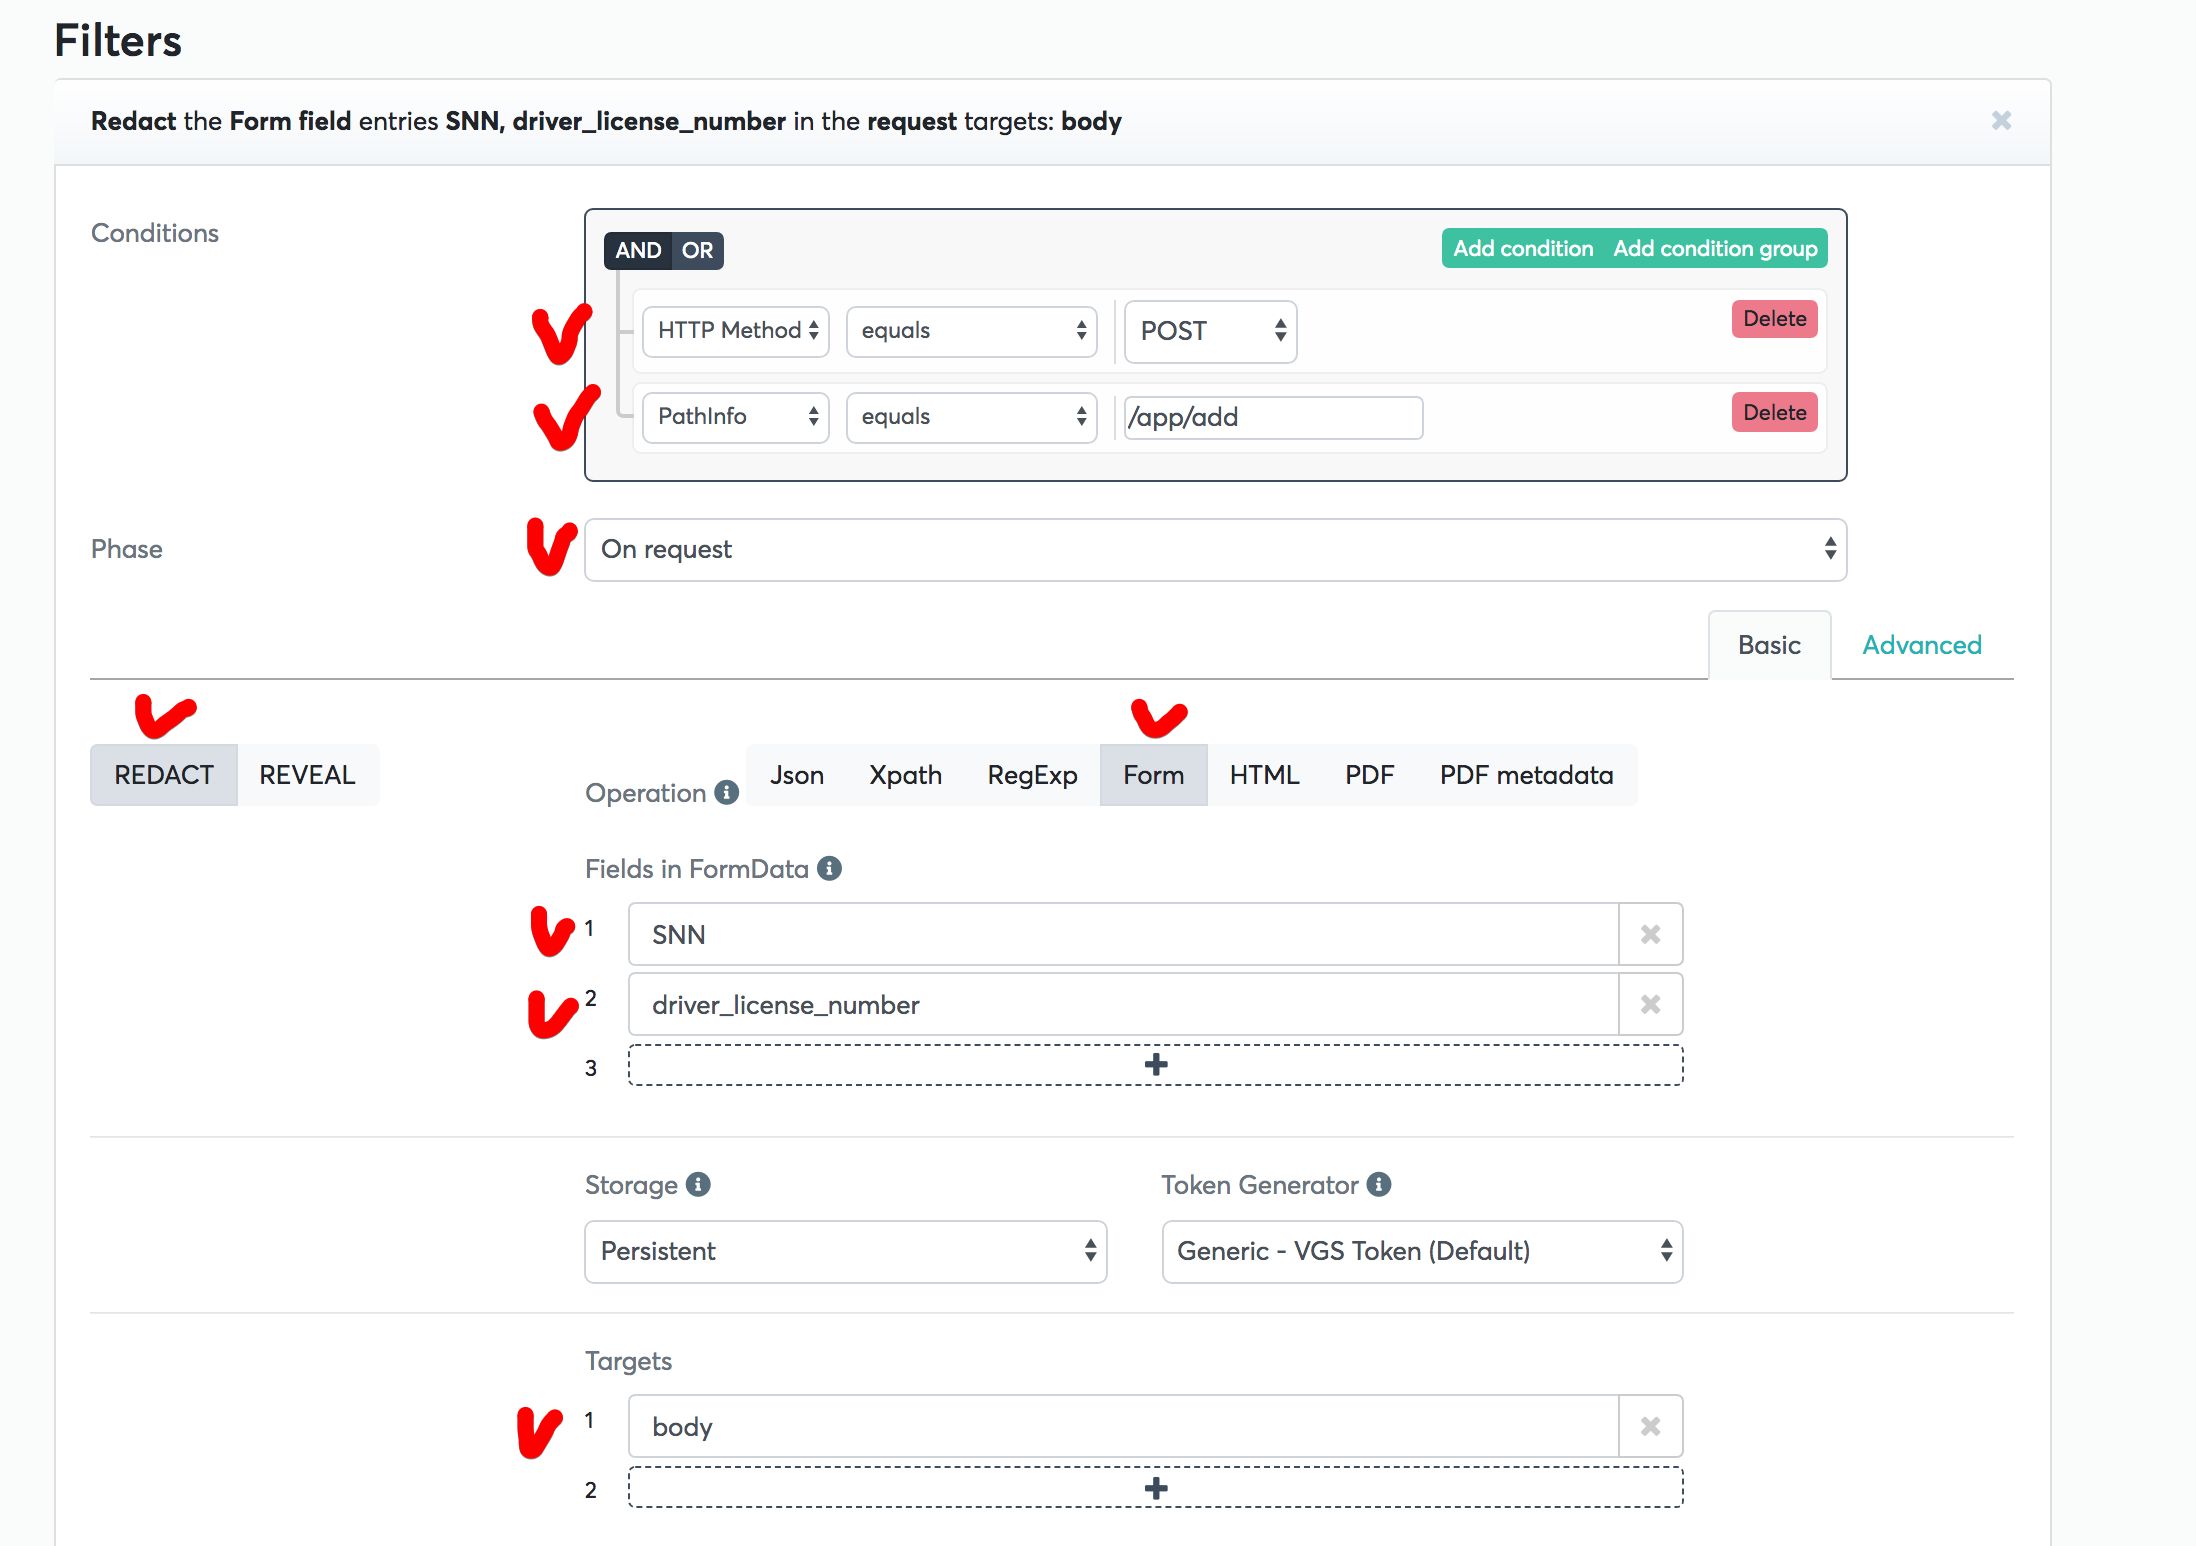 Filters
Redact the Form field entries SNN, driver_license_number in the request targets: body
Conditions
AND OR
Add condition Add condition group
HTTP Method equals POST Delete
PathInfo equals /app/add Delete
Phase On request
Basic Advanced
REDACT REVEAL
Operation Json Xpath RegExp Form HTML PDF PDF metadata
Fields in FormData
1 SNN
2 driver_license_number
3
Storage Token Generator
Persistent Generic - VGS Token (Default)
Targets
1 body
2